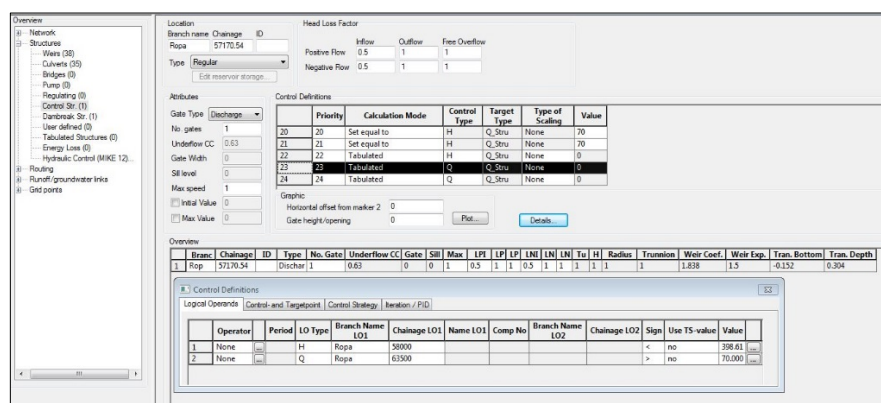 Overview
Network
Structures
Weirs (38)
Culverts (35)
Bridges (0)
Pump (0)
Regulating (0)
Control Str. (1)
Dambreak Str. (1)
User defined (0)
Tabulated Structures (0)
Energy Loss (0)
Hydraulic Control (MIKE 12)...
Routing
Runoff/groundwater links
Grid points
Location
Branch name Chainage ID
Ropa 57170.54
Type Regular
Edit reservoir storage...
Head Loss Factor
Inflow Outflow Free Overflow
Positive Flow 0.5 1 1
Negative Flow 0.5 1 1
Attributes
Gate Type Discharge
No. gates 1
Underflow CC 0.63
Gate Width 0
Sill level 0
Max speed 1
Initial Value 0
Max Value 0
Control Definitions
Priority Calculation Mode Control Type Target Type Type of Scaling Value
20 20 Set equal to H Q_Stru None 70
21 21 Set equal to H Q_Stru None 70
22 22 Tabulated H Q_Stru None 0
23 23 Tabulated Q Q_Stru None 0
24 24 Tabulated Q Q_Stru None 0
Graphic
Horizontal offset from marker 2 0
Gate height/opening 0
Plot... Details...
Overview
Branc Chainage ID Type No. Gate Underflow CC Gate Sill Max LPI LP LP LNI LN LN Tu H Radius Trunnion Weir Coef. Weir Exp. Tran. Bottom Tran. Depth
1 Rop 57170.54 Dischar 1 0.63 0 0 1 0.5 1 1 0.5 1 1 1 1 1 1 1.838 1.5 -0.152 0.304
Control Definitions
Logical Operands Control- and Targetpoint Control Strategy Iteration / PID
Operator Period LO Type Branch Name LO1 Chainage LO1 Name LO1 Comp No Branch Name LO2 Chainage LO2 Sign Use TS-value Value
1 None ... H Ropa 58000 < no 398.61 ...
2 None ... Q Ropa 63500 > no 70.000 ...